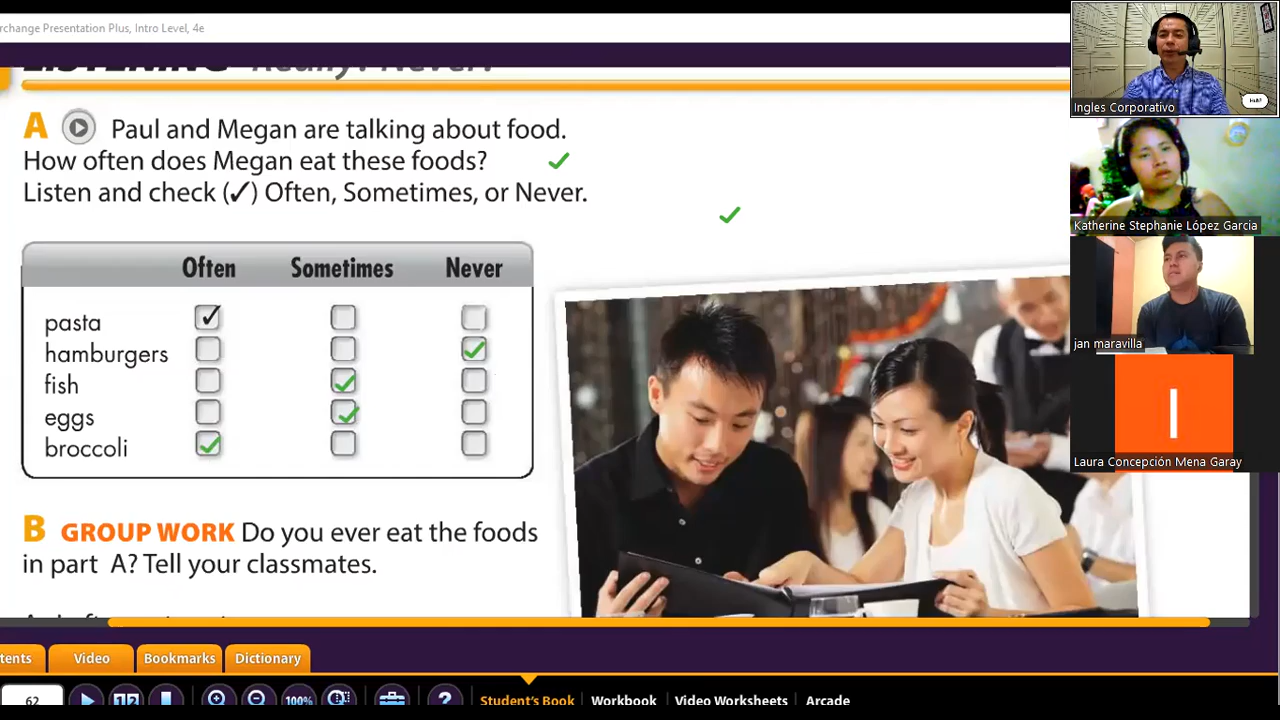 rchange Presentation Plus, Intro Level, 4e
A Paul and Megan are talking about food.
How often does Megan eat these foods?
Listen and check (✓) Often, Sometimes, or Never.
Often Sometimes Never
pasta
hamburgers
fish
eggs
broccoli
B GROUP WORK Do you ever eat the foods
in part A? Tell your classmates.
tents Video Bookmarks Dictionary
62 100% ? Student's Book Workbook Video Worksheets Arcade
Ingles Corporativo
Katherine Stephanie López Garcia
jan maravilla
I
Laura Concepción Mena Garay